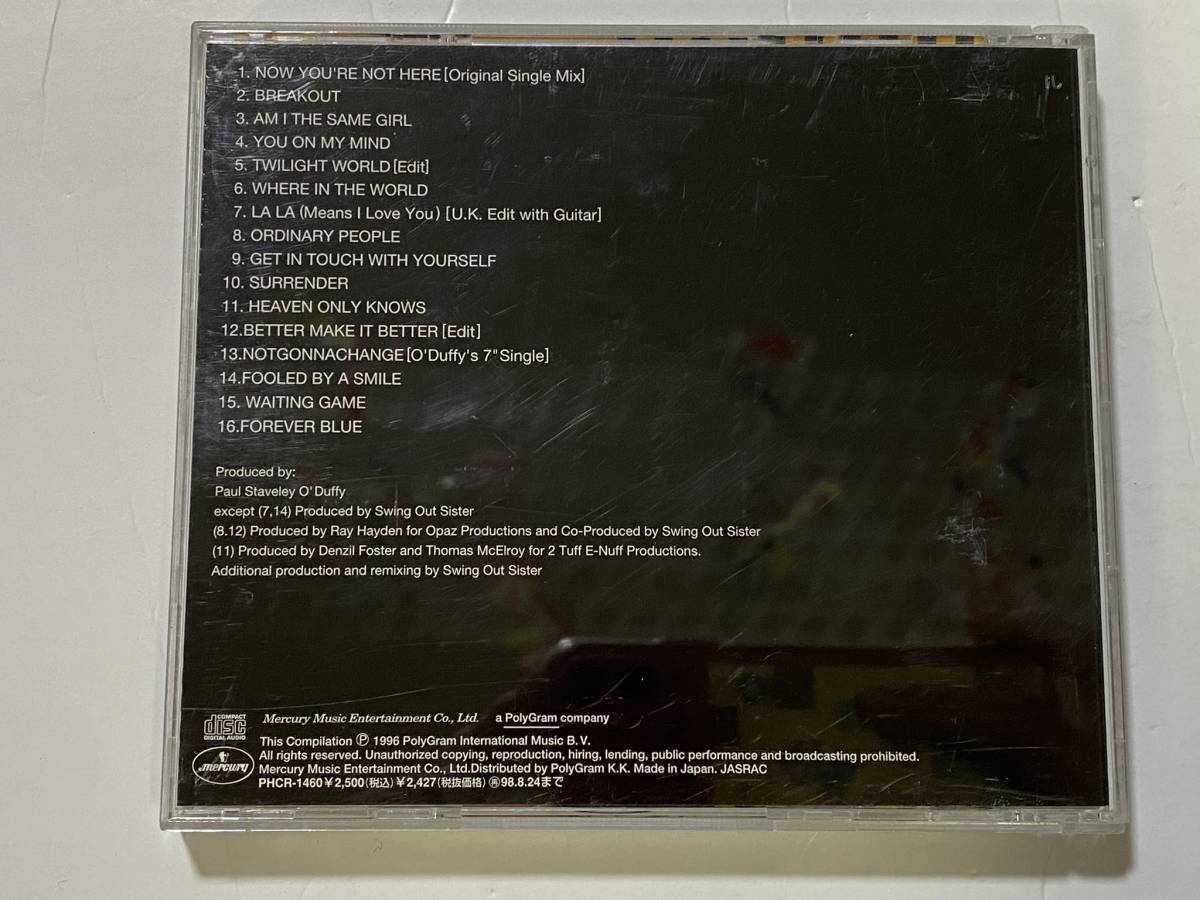 1. NOW YOU'RE NOT HERE [Original Single Mix]
2. BREAKOUT
3. AM I THE SAME GIRL
4. YOU ON MY MIND
5. TWILIGHT WORLD [Edit]
6. WHERE IN THE WORLD
7. LA LA (Means I Love You) [U.K. Edit with Guitar]
8. ORDINARY PEOPLE
9. GET IN TOUCH WITH YOURSELF
10. SURRENDER
11. HEAVEN ONLY KNOWS
12.BETTER MAKE IT BETTER [Edit]
13.NOTGONNACHANGE [O'Duffy's 7" Single]
14.FOOLED BY A SMILE
15. WAITING GAME
16.FOREVER BLUE
Produced by:
Paul Staveley O'Duffy
except (7,14) Produced by Swing Out Sister
(8.12) Produced by Ray Hayden for Opaz Productions and Co-Produced by Swing Out Sister
(11) Produced by Denzil Foster and Thomas McElroy for 2 Tuff E-Nuff Productions.
Additional production and remixing by Swing Out Sister
COMPACT
disc
DIGITAL AUDIO
Mercury Music Entertainment Co., Ltd. a PolyGram company
mercury
This Compilation ℗ 1996 PolyGram International Music B.V.
All rights reserved. Unauthorized copying, reproduction, hiring, lending, public performance and broadcasting prohibited.
Mercury Music Entertainment Co., Ltd.Distributed by PolyGram K.K. Made in Japan. JASRAC
PHCR-1460 ¥2,500(税込) ¥2,427(税抜価格) ㊐98.8.24まで